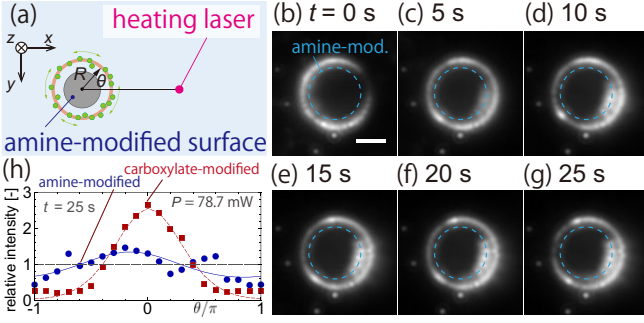 (a)
heating laser
z
x
y
R
θ
amine-modified surface
(b) t = 0 s
amine-mod.
(c) 5 s
(d) 10 s
(e) 15 s
(f) 20 s
(g) 25 s
(h)
carboxylate-modified
amine-modified
t = 25 s
P = 78.7 mW
relative intensity [-]
3
2
1
0
-1
0
θ/π
1